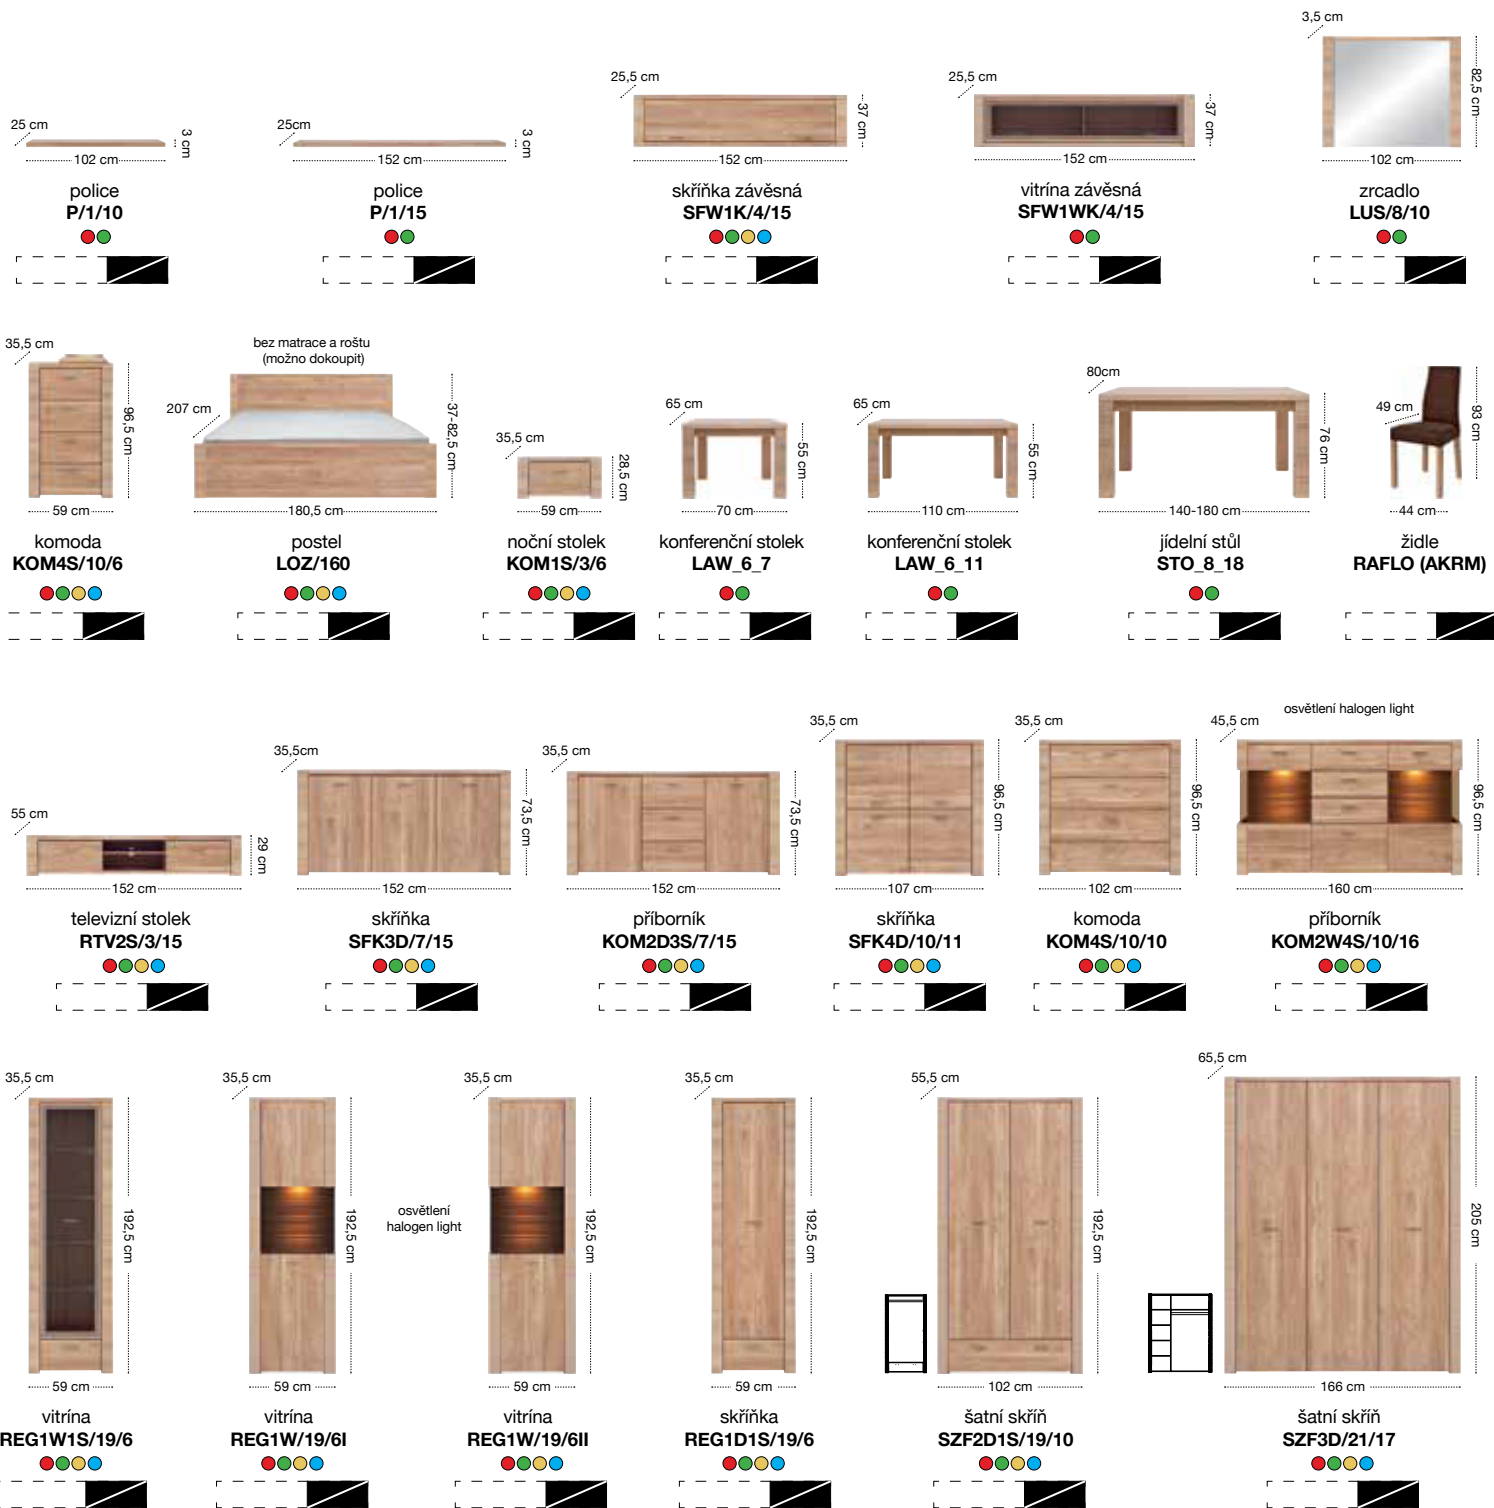 3,5 cm
25,5 cm
25,5 cm
82,5 cm
37 cm
37 cm
25 cm
25cm
3 cm
3 cm
102 cm
152 cm
152 cm
152 cm
102 cm
police
P/1/10
police
P/1/15
skříňka závěsná
SFW1K/4/15
vitrína závěsná
SFW1WK/4/15
zrcadlo
LUS/8/10
35,5 cm
bez matrace a roštu
(možno dokoupit)
80cm
207 cm
65 cm
65 cm
49 cm
93 cm
96,5 cm
37-82,5 cm
35,5 cm
28,5 cm
55 cm
55 cm
76 cm
59 cm
180,5 cm
59 cm
70 cm
110 cm
140-180 cm
44 cm
komoda
KOM4S/10/6
postel
LOZ/160
noční stolek
KOM1S/3/6
konferenční stolek
LAW_6_7
konferenční stolek
LAW_6_11
jídelní stůl
STO_8_18
židle
RAFLO (AKRM)
osvětlení halogen light
35,5 cm
35,5 cm
45,5 cm
35,5cm
35,5 cm
55 cm
29 cm
73,5 cm
73,5 cm
96,5 cm
96,5 cm
96,5 cm
152 cm
152 cm
152 cm
107 cm
102 cm
160 cm
televizní stolek
RTV2S/3/15
skříňka
SFK3D/7/15
příborník
KOM2D3S/7/15
skříňka
SFK4D/10/11
komoda
KOM4S/10/10
příborník
KOM2W4S/10/16
65,5 cm
35,5 cm
35,5 cm
35,5 cm
35,5 cm
55,5 cm
192,5 cm
192,5 cm
osvětlení
halogen light
192,5 cm
192,5 cm
192,5 cm
205 cm
59 cm
59 cm
59 cm
59 cm
102 cm
166 cm
vitrína
REG1W1S/19/6
vitrína
REG1W/19/6I
vitrína
REG1W/19/6II
skříňka
REG1D1S/19/6
šatní skříň
SZF2D1S/19/10
šatní skříň
SZF3D/21/17